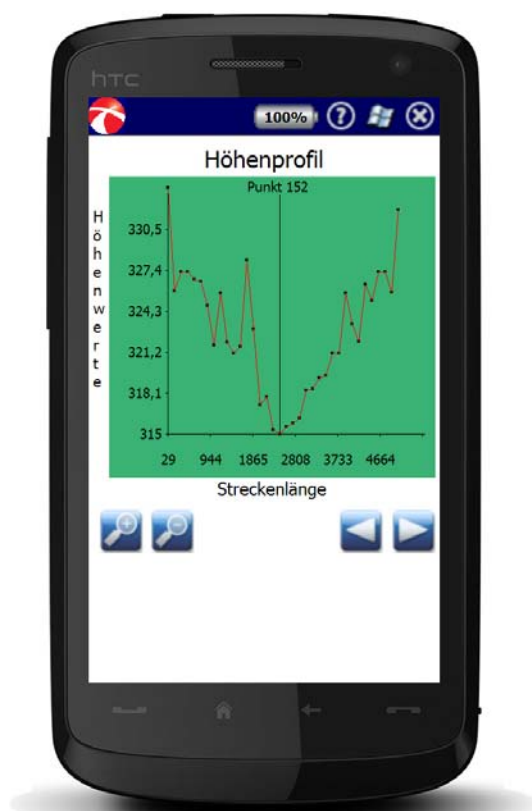 hTC
100%
?
Höhenprofil
Punkt 152
Höhenwerte
330,5
327,4
324,3
321,2
318,1
315
29 944 1865 2808 3733 4664
Streckenlänge